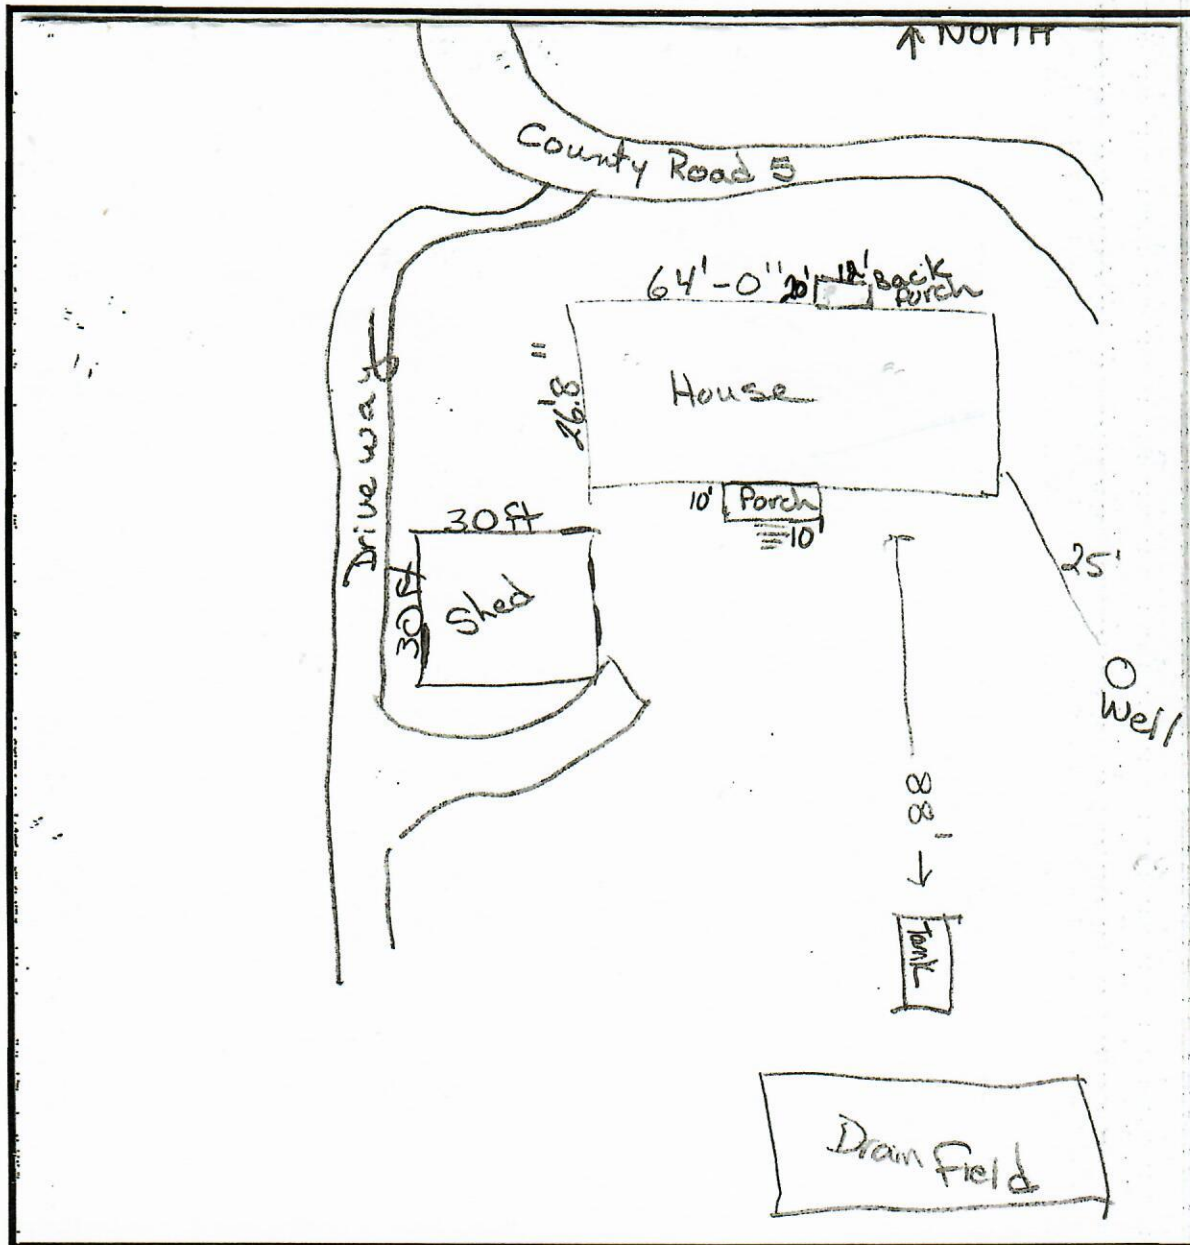 ↑ NORTH
County Road 5
64'-0"
20'
12'
Back
Porch
26'.8"
House
Driveway
10'
Porch
10'
30ft
30ft
Shed
25'
Well
88'
Tank
Drain Field